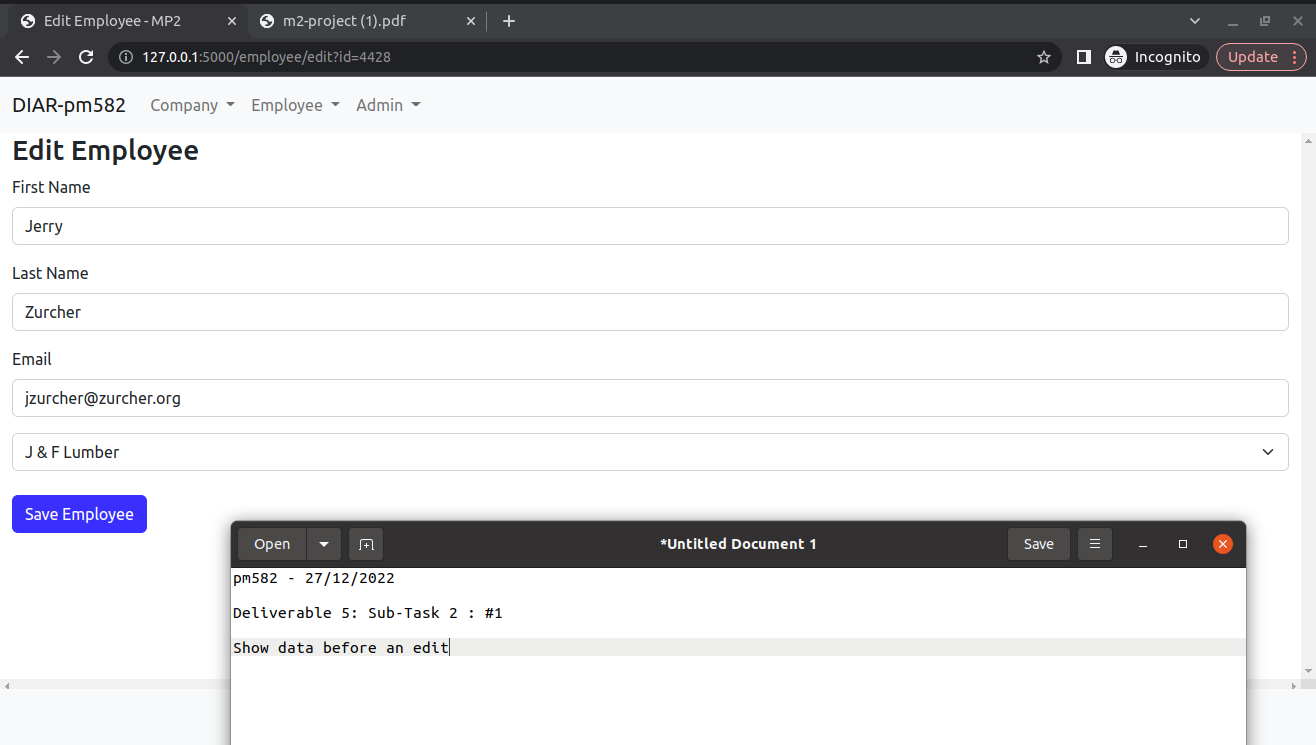 Edit Employee - MP2
m2-project (1).pdf
127.0.0.1:5000/employee/edit?id=4428
Incognito
Update
DIAR-pm582
Company
Employee
Admin
Edit Employee
First Name
Jerry
Last Name
Zurcher
Email
jzurcher@zurcher.org
J & F Lumber
Save Employee
Open
*Untitled Document 1
Save
pm582 - 27/12/2022
Deliverable 5: Sub-Task 2 : #1
Show data before an edit